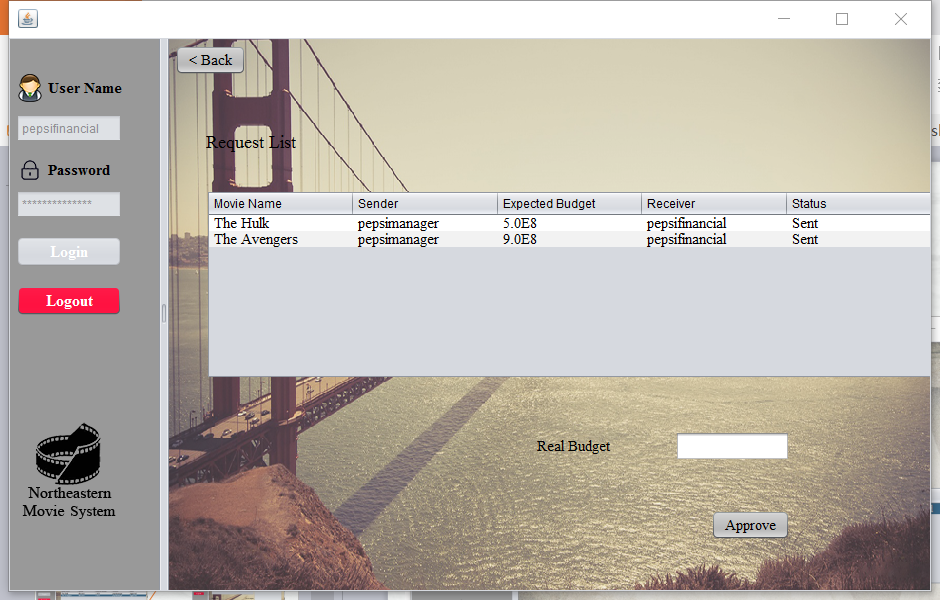 < Back
User Name
pepsifinancial
Password
**************
Login
Logout
Northeastern
Movie System
Request List
Movie Name Sender Expected Budget Receiver Status
The Hulk pepsimanager 5.0E8 pepsifinancial Sent
The Avengers pepsimanager 9.0E8 pepsifinancial Sent
Real Budget
Approve